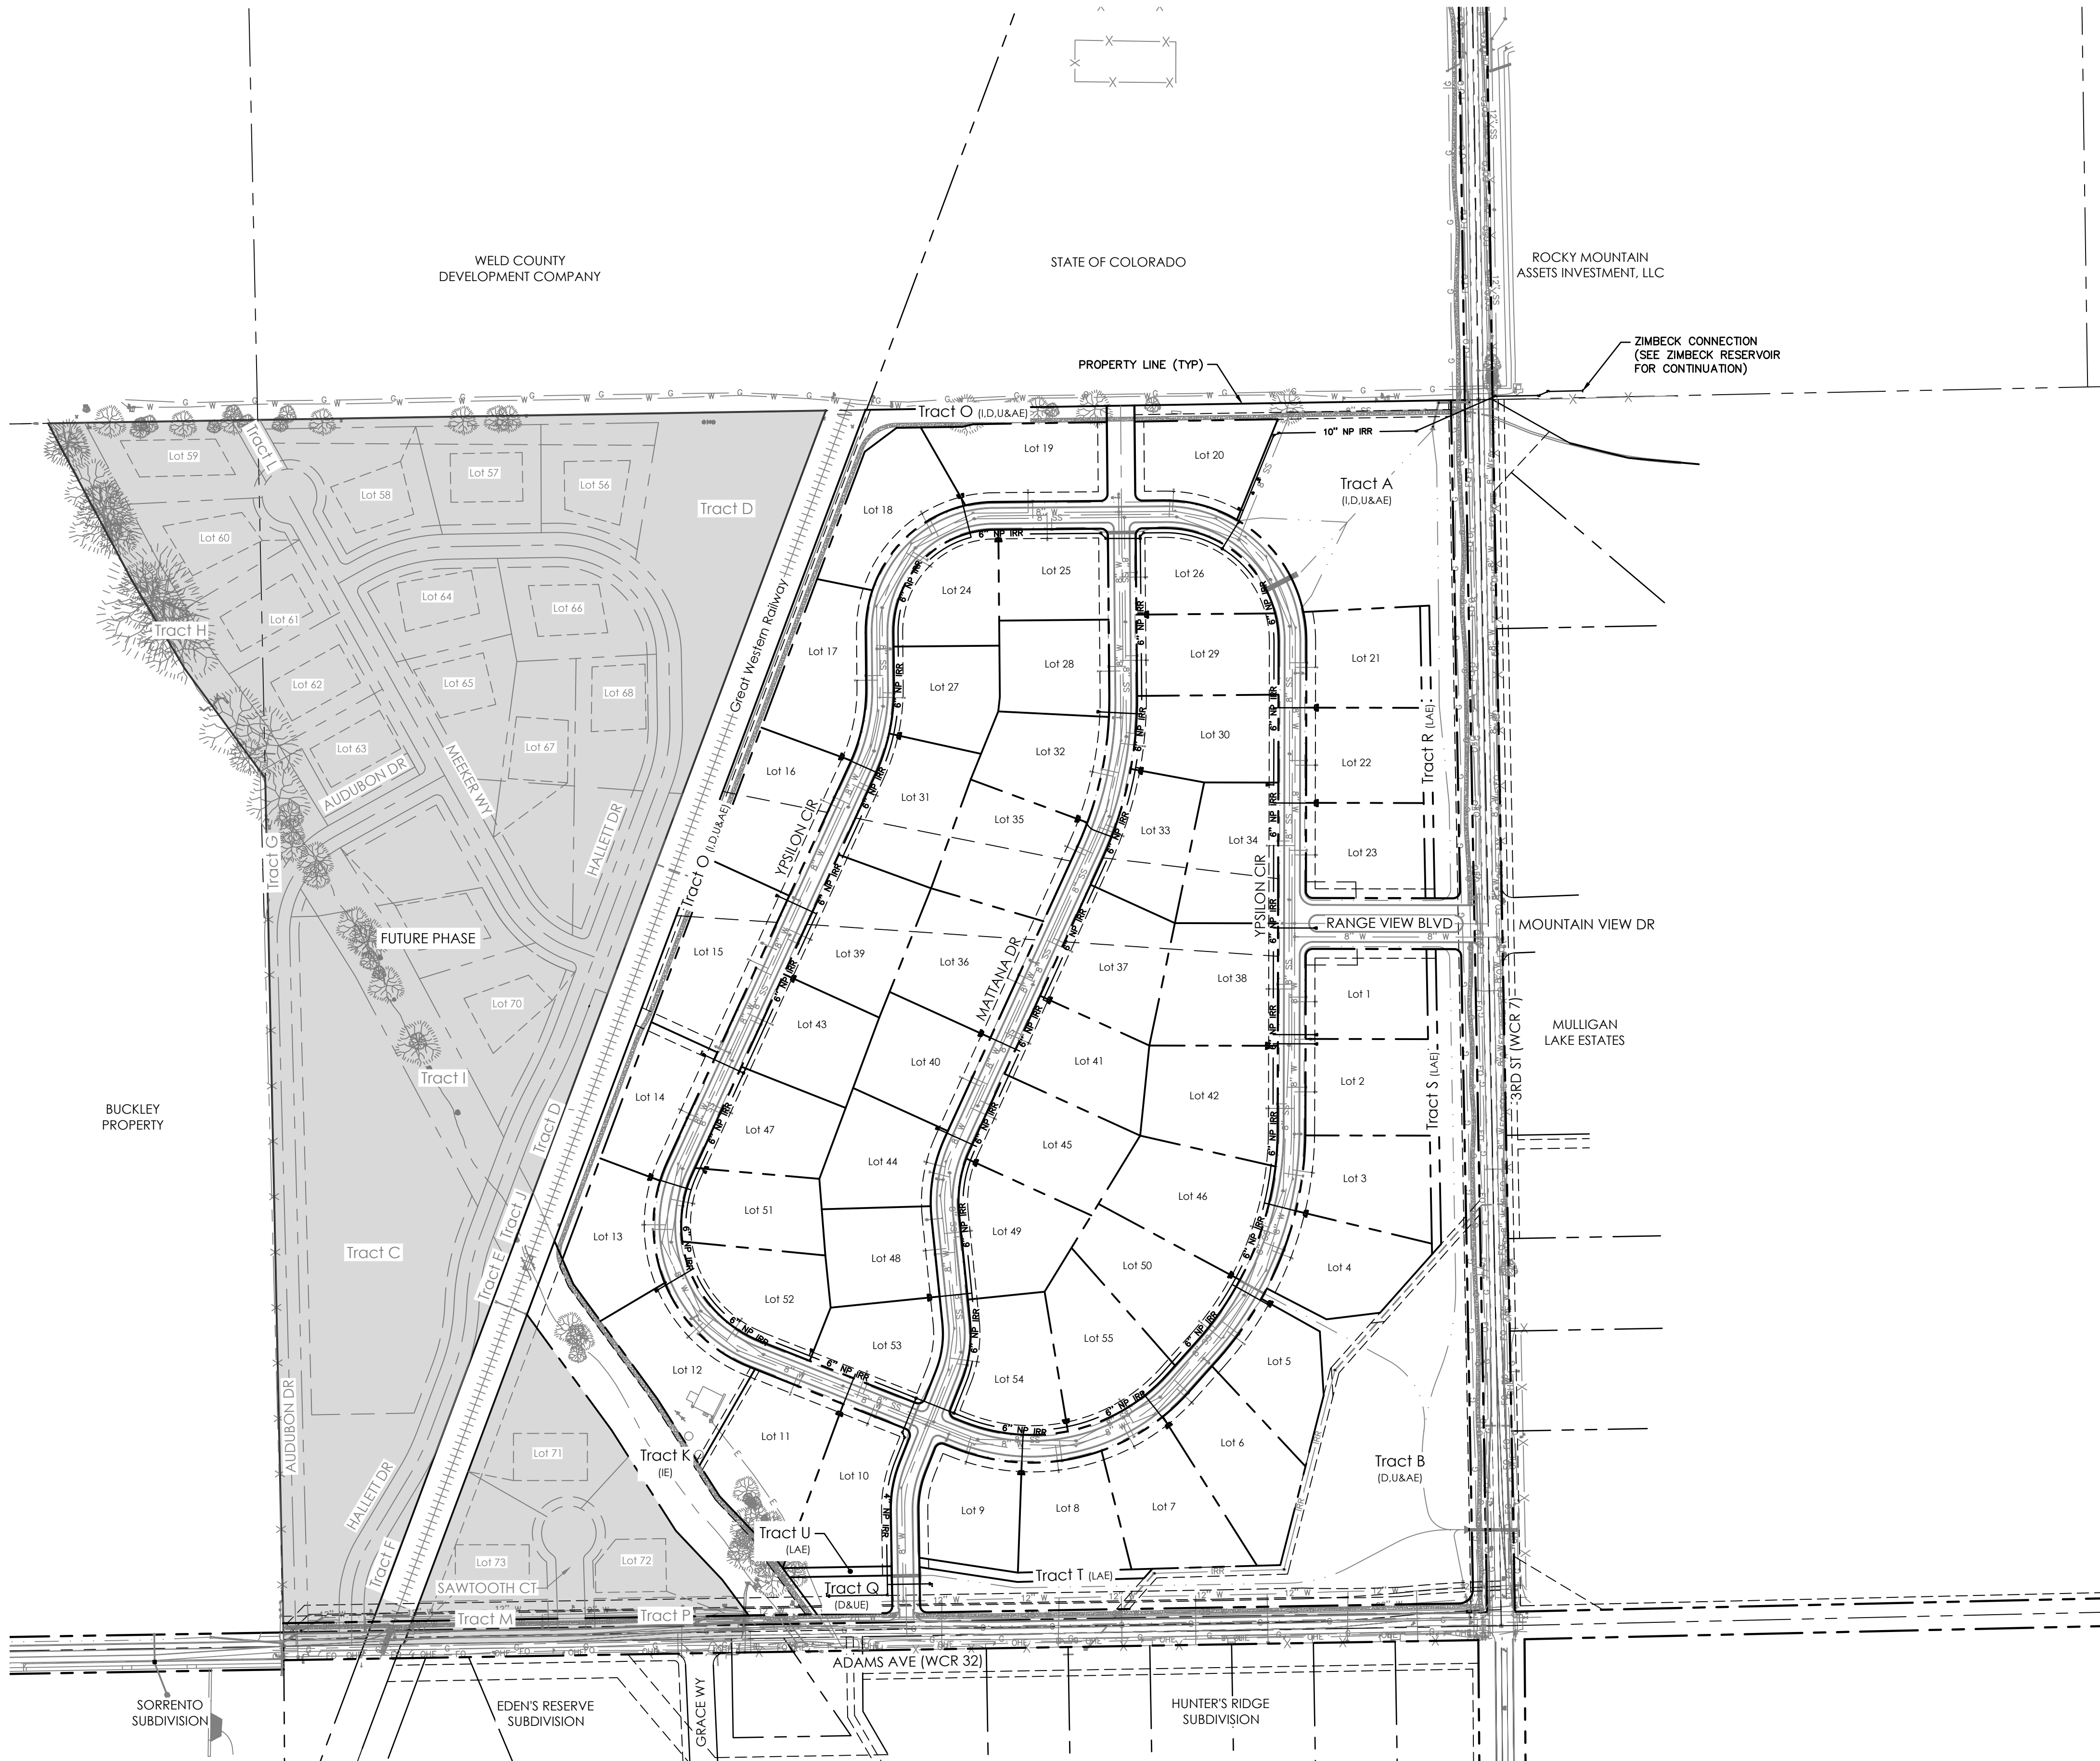 WELD COUNTY
DEVELOPMENT COMPANY
STATE OF COLORADO
ROCKY MOUNTAIN
ASSETS INVESTMENT, LLC
PROPERTY LINE (TYP)
ZIMBECK CONNECTION
(SEE ZIMBECK RESERVOIR
FOR CONTINUATION)
Tract O (I,D,U&AE)
10" NP IRR
Tract A
(I,D,U&AE)
Tract L
Tract D
Tract H
Lot 59
Lot 58
Lot 57
Lot 56
Lot 60
Lot 61
Lot 62
Lot 63
Lot 64
Lot 65
Lot 66
Lot 67
Lot 68
AUDUBON DR
MEEKER WY
HALLETT DR
Great Western Railway
Tract G
FUTURE PHASE
Lot 70
Tract I
Tract D
Tract J
Tract E
Tract C
AUDUBON DR
HALLETT DR
Tract F
Lot 71
Lot 72
Lot 73
SAWTOOTH CT
Tract M
Tract P
BUCKLEY
PROPERTY
Lot 19
Lot 20
Lot 18
Lot 24
Lot 25
Lot 26
Lot 17
Lot 27
Lot 28
Lot 29
Lot 21
Lot 16
Lot 31
Lot 32
Lot 30
Lot 22
Lot 35
Lot 33
Lot 34
Lot 23
Tract R (LAE)
Tract O (I,D,U&AE)
YPSILON CIR
MATTANA DR
YPSILON CIR
RANGE VIEW BLVD
MOUNTAIN VIEW DR
Lot 15
Lot 39
Lot 36
Lot 37
Lot 38
Lot 1
Lot 43
Lot 40
Lot 41
Lot 42
Lot 2
Tract S (LAE)
3RD ST (WCR 7)
MULLIGAN
LAKE ESTATES
Lot 14
Lot 47
Lot 44
Lot 45
Lot 46
Lot 3
Lot 13
Lot 51
Lot 48
Lot 49
Lot 50
Lot 4
Lot 52
Lot 53
Lot 55
Lot 54
Lot 5
Lot 12
Lot 11
Lot 10
Lot 9
Lot 8
Lot 7
Lot 6
6" NP IRR
4" NP IRR
8" W
8" SS
IRR
Tract K
(IE)
Tract B
(D,U&AE)
Tract U
(LAE)
Tract Q
(D&UE)
Tract T (LAE)
12" W
ADAMS AVE (WCR 32)
SORRENTO
SUBDIVISION
EDEN'S RESERVE
SUBDIVISION
GRACE WY
HUNTER'S RIDGE
SUBDIVISION